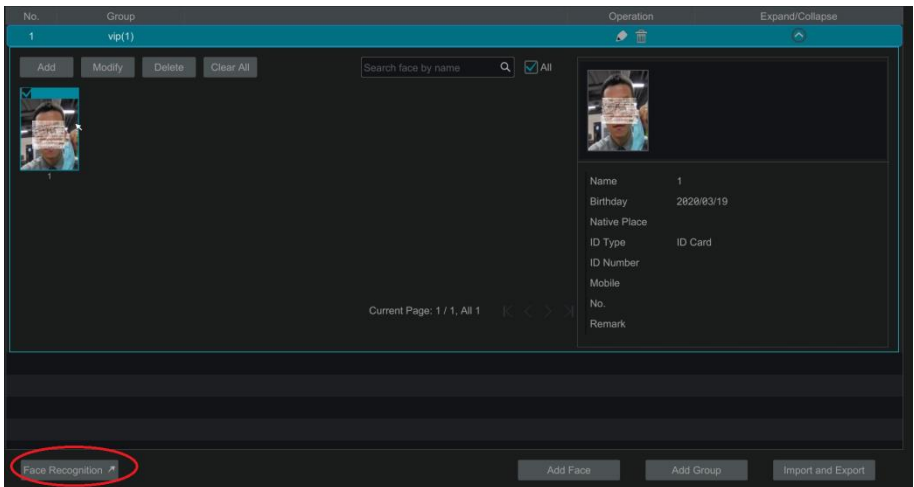 No. Group Operation Expand/Collapse
1 vip(1)
Add Modify Delete Clear All Search face by name All
1
Name 1
Birthday 2020/03/19
Native Place
ID Type ID Card
ID Number
Mobile
Current Page: 1 / 1, All 1
No.
Remark
Face Recognition Add Face Add Group Import and Export